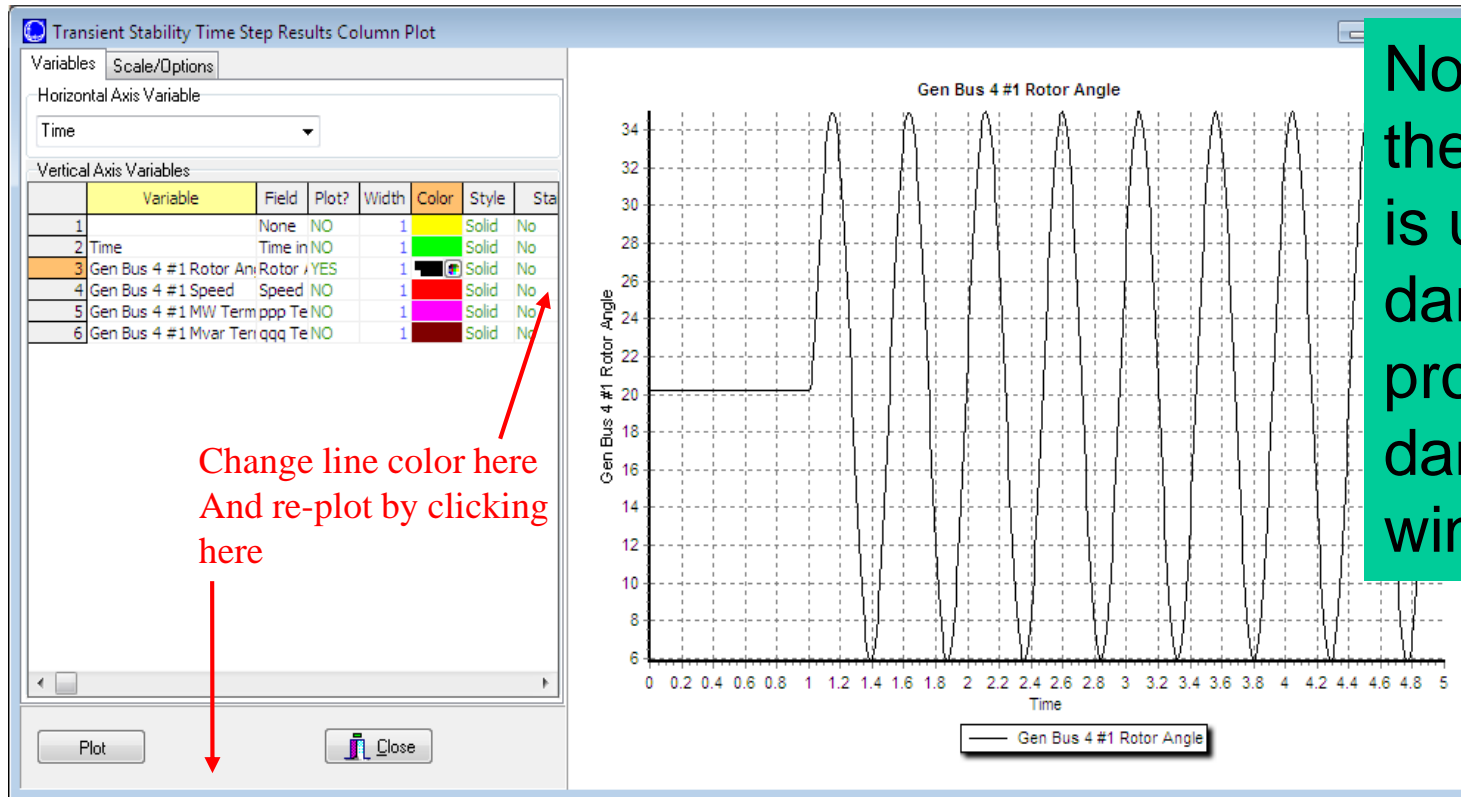 Transient Stability Time Step Results Column Plot
Variables Scale/Options
Horizontal Axis Variable
Time
Vertical Axis Variables
Variable Field Plot? Width Color Style Sta
1 None NO 1 Solid No
2 Time Time in NO 1 Solid No
3 Gen Bus 4 #1 Rotor An Rotor YES 1 Solid No
4 Gen Bus 4 #1 Speed Speed NO 1 Solid No
5 Gen Bus 4 #1 MW Term ppp Te NO 1 Solid No
6 Gen Bus 4 #1 Mvar Ter qqq Te NO 1 Solid No
Change line color here
And re-plot by clicking
here
Plot Close
Gen Bus 4 #1 Rotor Angle
Gen Bus 4 #1 Rotor Angle
34
32
30
28
26
24
22
20
18
16
14
12
10
8
6
0 0.2 0.4 0.6 0.8 1 1.2 1.4 1.6 1.8 2 2.2 2.4 2.6 2.8 3 3.2 3.4 3.6 3.8 4 4.2 4.4 4.6 4.8 5
Time
Gen Bus 4 #1 Rotor Angle
No
the
is
dar
pro
dar
wir